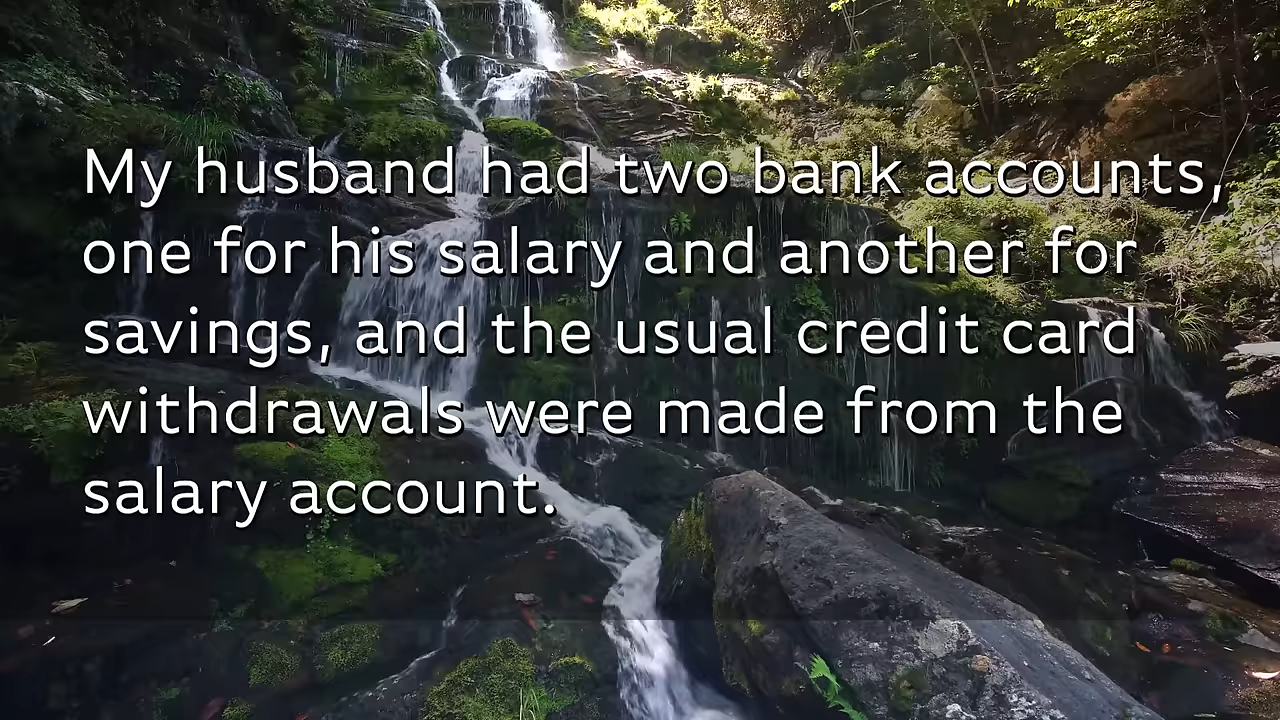 My husband had two bank accounts,
one for his salary and another for
savings, and the usual credit card
withdrawals were made from the
salary account.